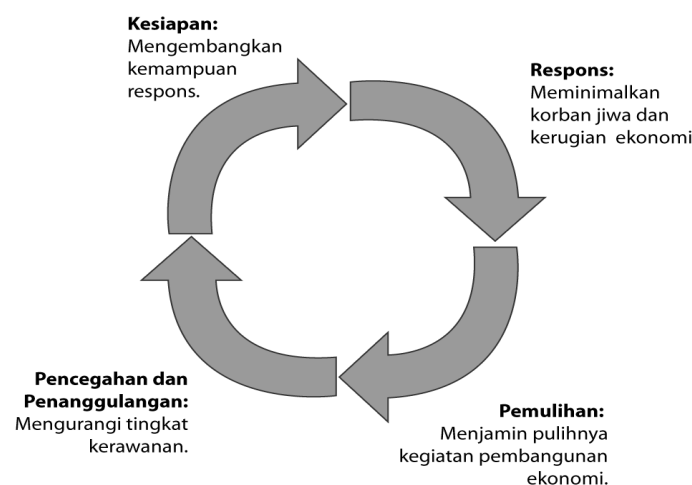 Kesiapan:
Mengembangkan
kemampuan
respons.
Respons:
Meminimalkan
korban jiwa dan
kerugian ekonomi
Pemulihan:
Menjamin pulihnya
kegiatan pembangunan
ekonomi.
Pencegahan dan
Penanggulangan:
Mengurangi tingkat
kerawanan.